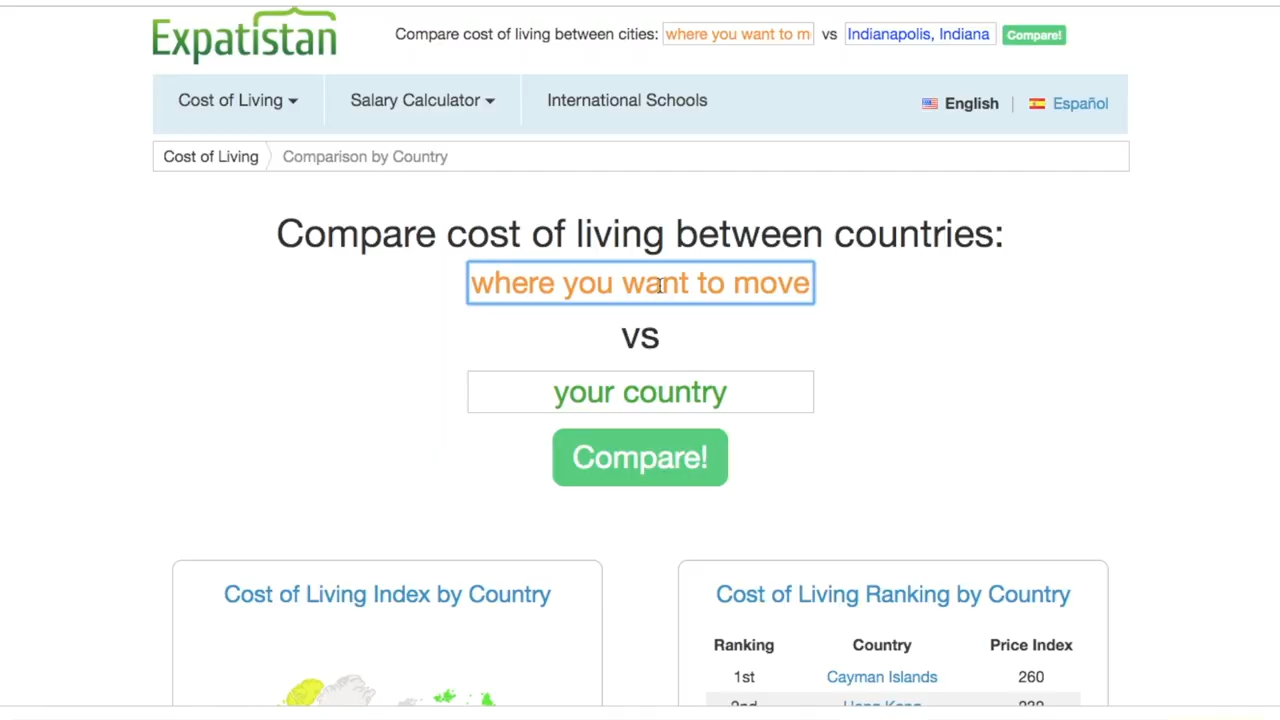 Expatistan
Compare cost of living between cities: where you want to m vs Indianapolis, Indiana Compare!
Cost of Living Salary Calculator International Schools English | Español
Cost of Living Comparison by Country
Compare cost of living between countries:
where you want to move
vs
your country
Compare!
Cost of Living Index by Country
Cost of Living Ranking by Country
Ranking Country Price Index
1st Cayman Islands 260
2nd Hong Kong